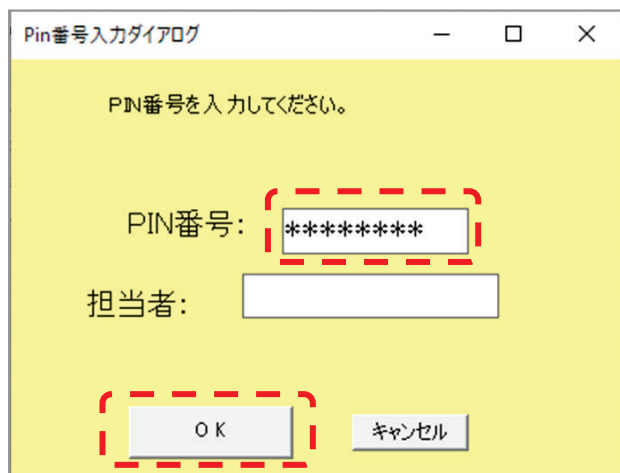 Pin番号入力ダイアログ
PIN番号を入力してください。
PIN番号: ********
担当者:
OK キャンセル